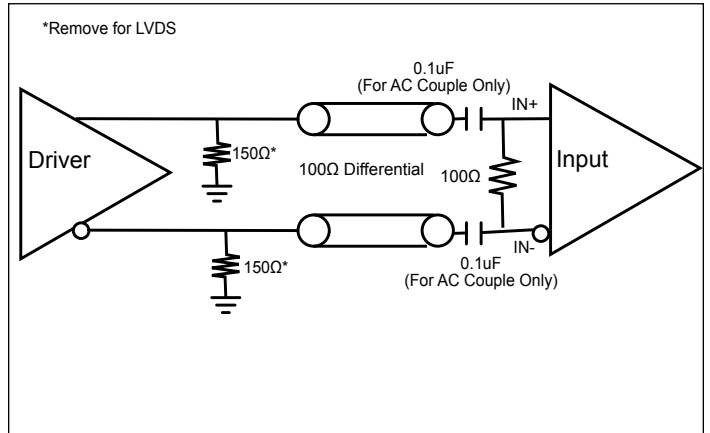 *Remove for LVDS
0.1uF
(For AC Couple Only)
IN+
Driver
150Ω*
100Ω Differential
100Ω
Input
IN-
150Ω*
0.1uF
(For AC Couple Only)